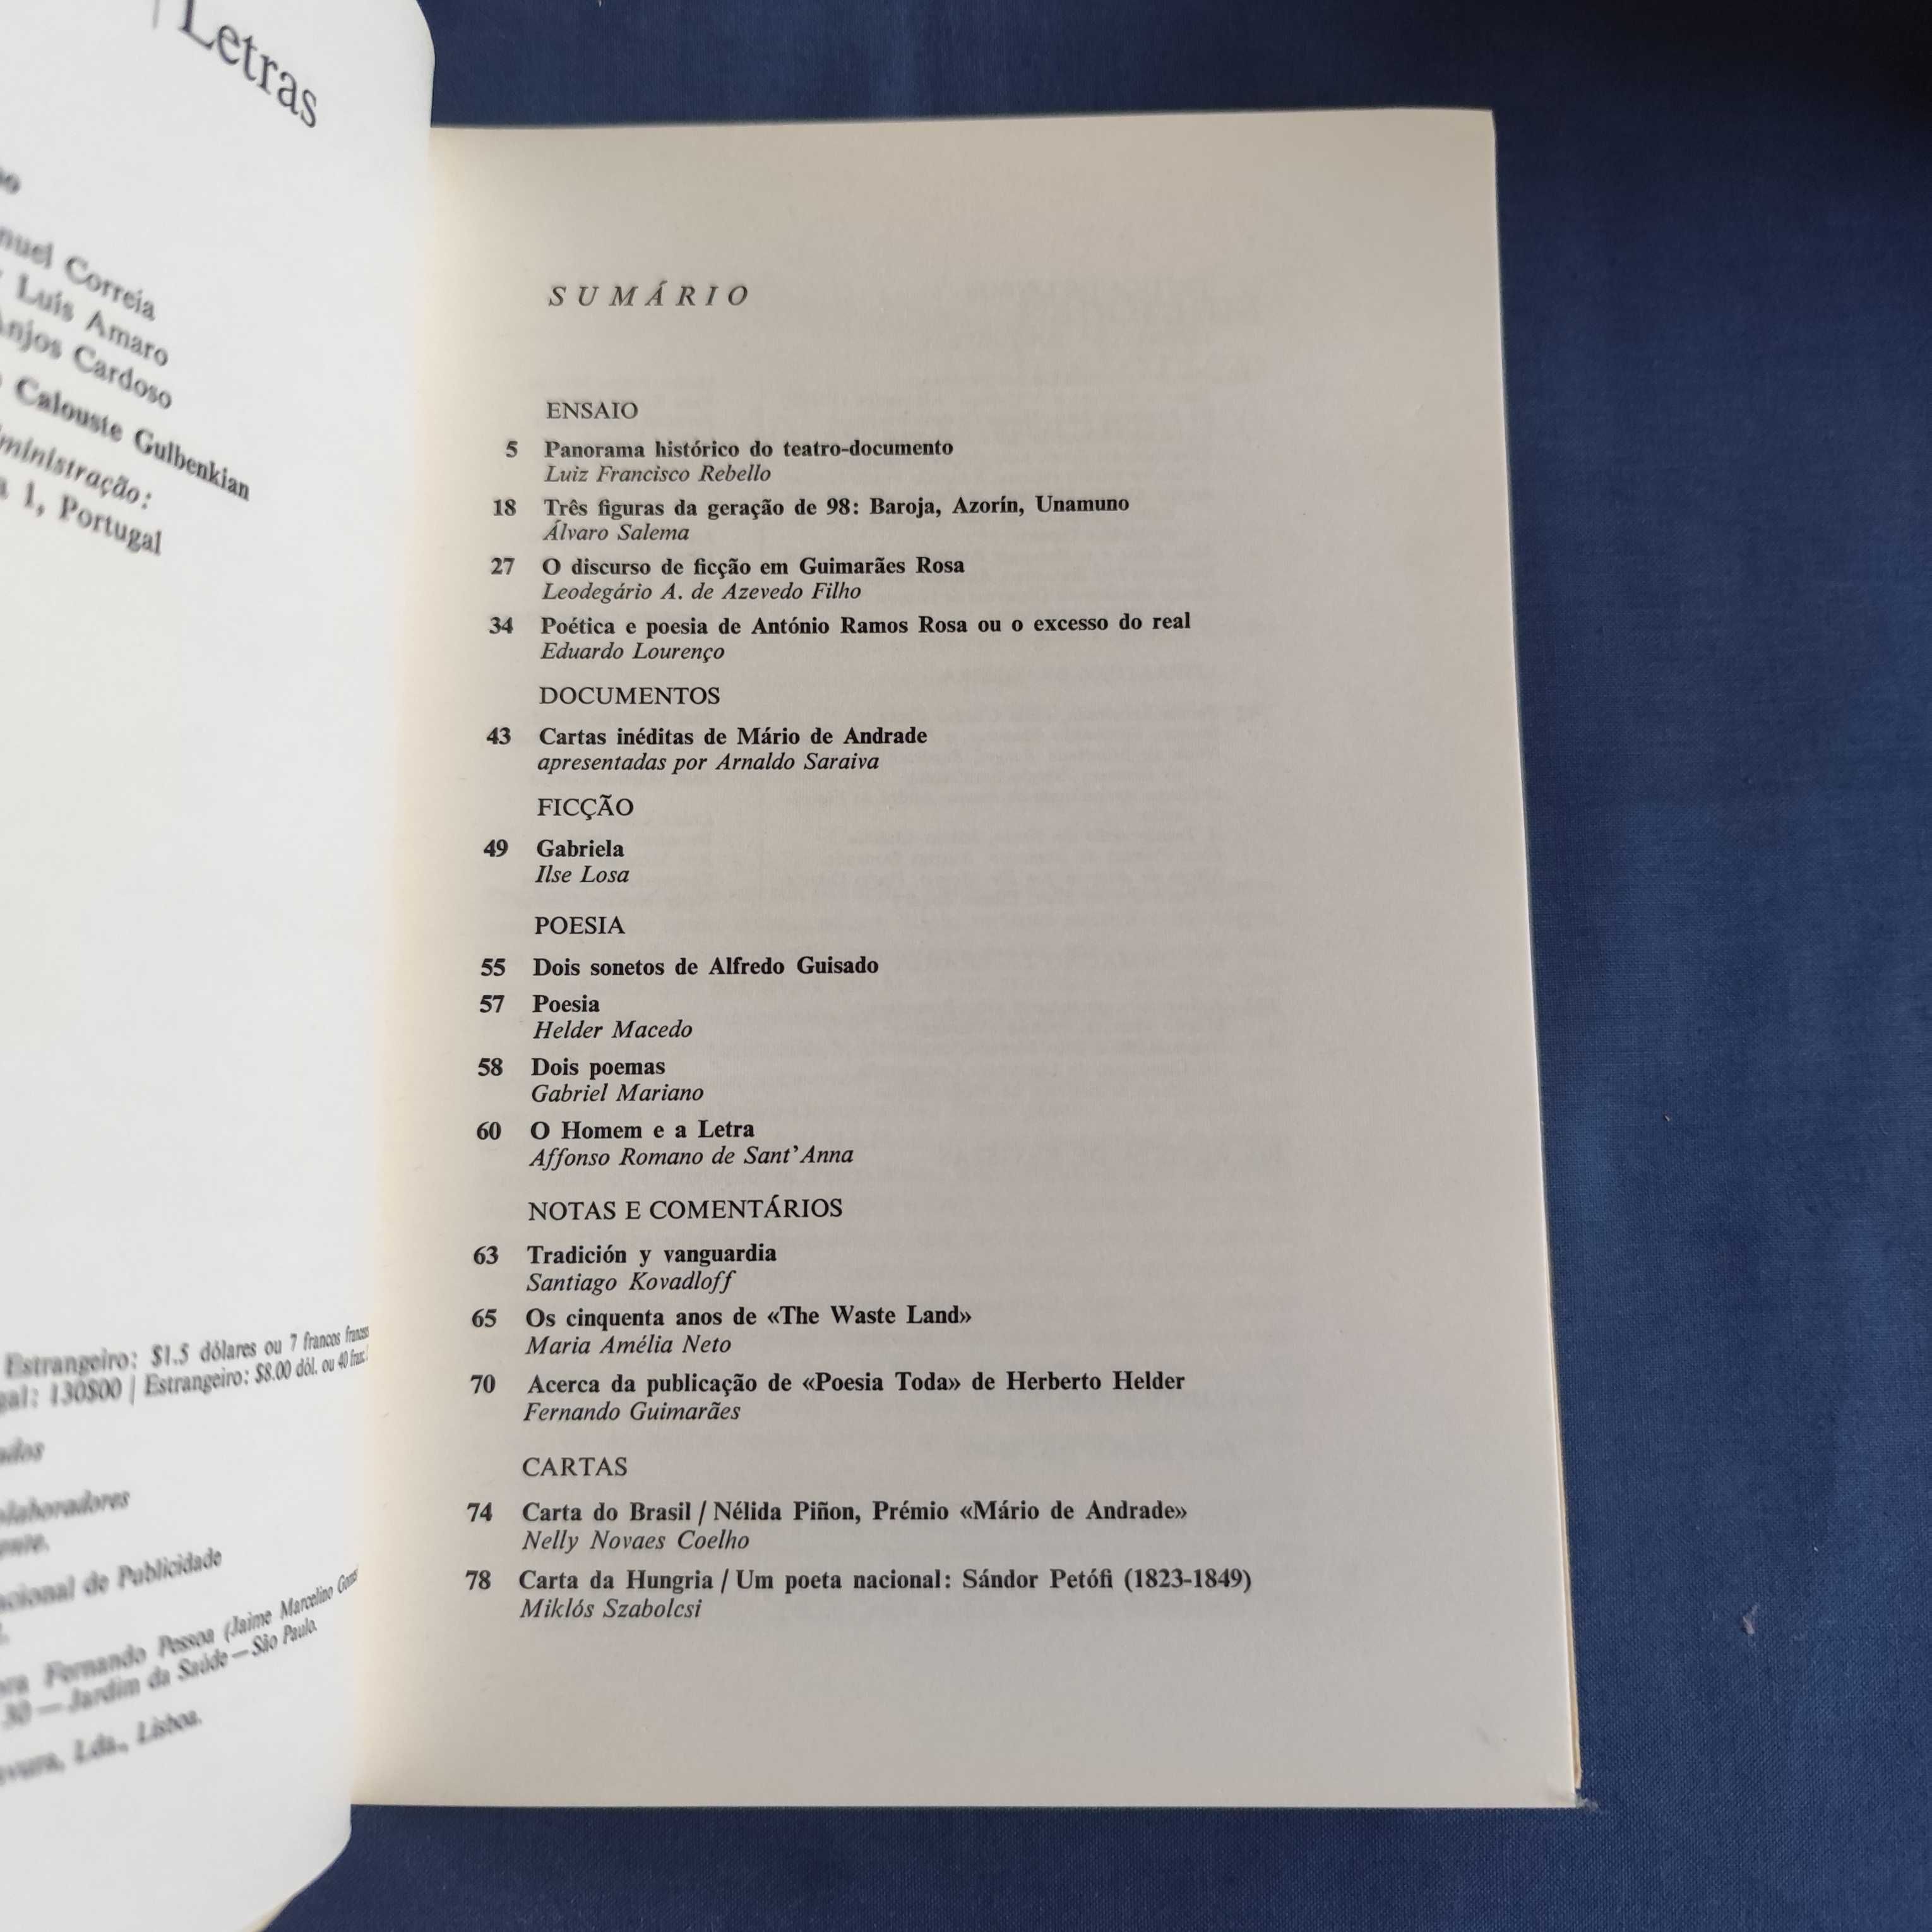 Letras
Correia
Luís Amaro
Anjos Cardoso
Calouste Gulbenkian
1, Portugal
Estrangeiro: $1.5 dólares ou 7 francos
130$00 | Estrangeiro: $8.00 dól. ou 40
de Publicidade
Fernando Pessoa (Jaime Marcelino
30 — Jardim da Saúde — São Paulo.
Lda., Lisboa.
SUMÁRIO
ENSAIO
5 Panorama histórico do teatro-documento
Luiz Francisco Rebello
18 Três figuras da geração de 98: Baroja, Azorín, Unamuno
Álvaro Salema
27 O discurso de ficção em Guimarães Rosa
Leodegário A. de Azevedo Filho
34 Poética e poesia de António Ramos Rosa ou o excesso do real
Eduardo Lourenço
DOCUMENTOS
43 Cartas inéditas de Mário de Andrade
apresentadas por Arnaldo Saraiva
FICÇÃO
49 Gabriela
Ilse Losa
POESIA
55 Dois sonetos de Alfredo Guisado
57 Poesia
Helder Macedo
58 Dois poemas
Gabriel Mariano
60 O Homem e a Letra
Affonso Romano de Sant'Anna
NOTAS E COMENTÁRIOS
63 Tradición y vanguardia
Santiago Kovadloff
65 Os cinquenta anos de «The Waste Land»
Maria Amélia Neto
70 Acerca da publicação de «Poesia Toda» de Herberto Helder
Fernando Guimarães
CARTAS
74 Carta do Brasil / Nélida Piñon, Prémio «Mário de Andrade»
Nelly Novaes Coelho
78 Carta da Hungria / Um poeta nacional: Sándor Petófi (1823-1849)
Miklós Szabolcsi